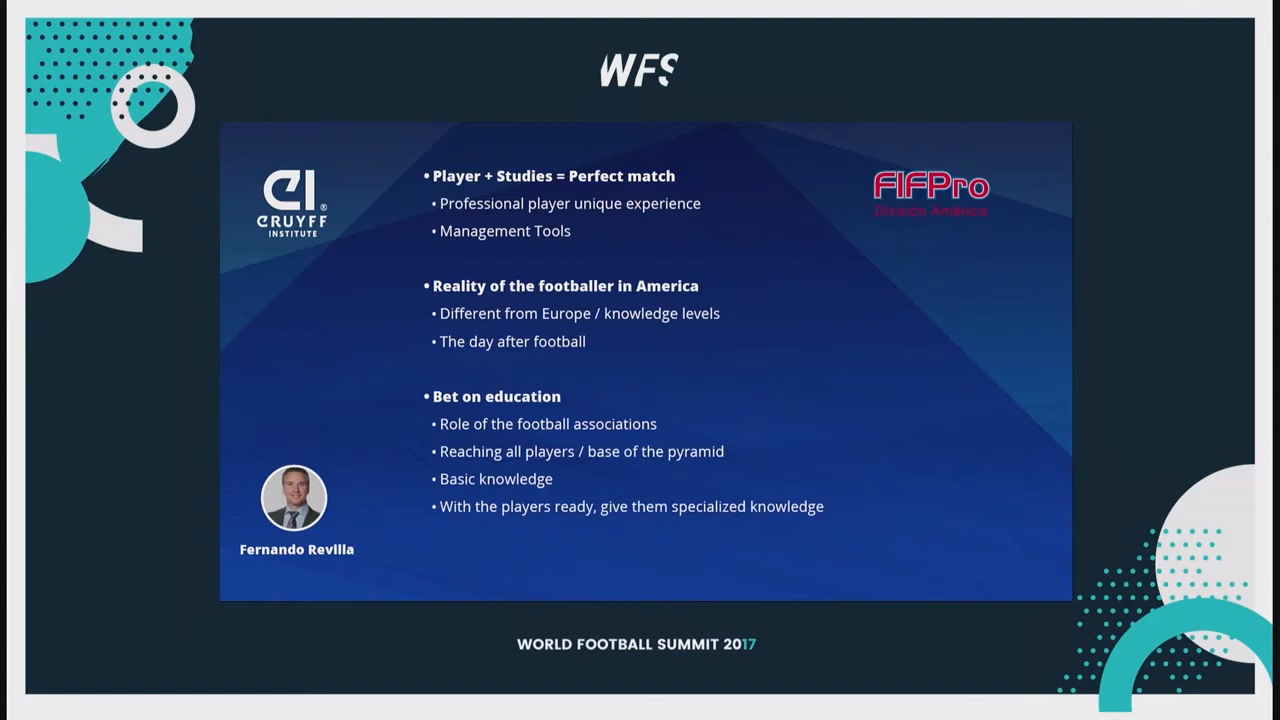 WFS
CRUYFF
INSTITUTE
FIFPro
División América
• Player + Studies = Perfect match
• Professional player unique experience
• Management Tools
• Reality of the footballer in America
• Different from Europe / knowledge levels
• The day after football
• Bet on education
• Role of the football associations
• Reaching all players / base of the pyramid
• Basic knowledge
• With the players ready, give them specialized knowledge
Fernando Revilla
WORLD FOOTBALL SUMMIT 2017